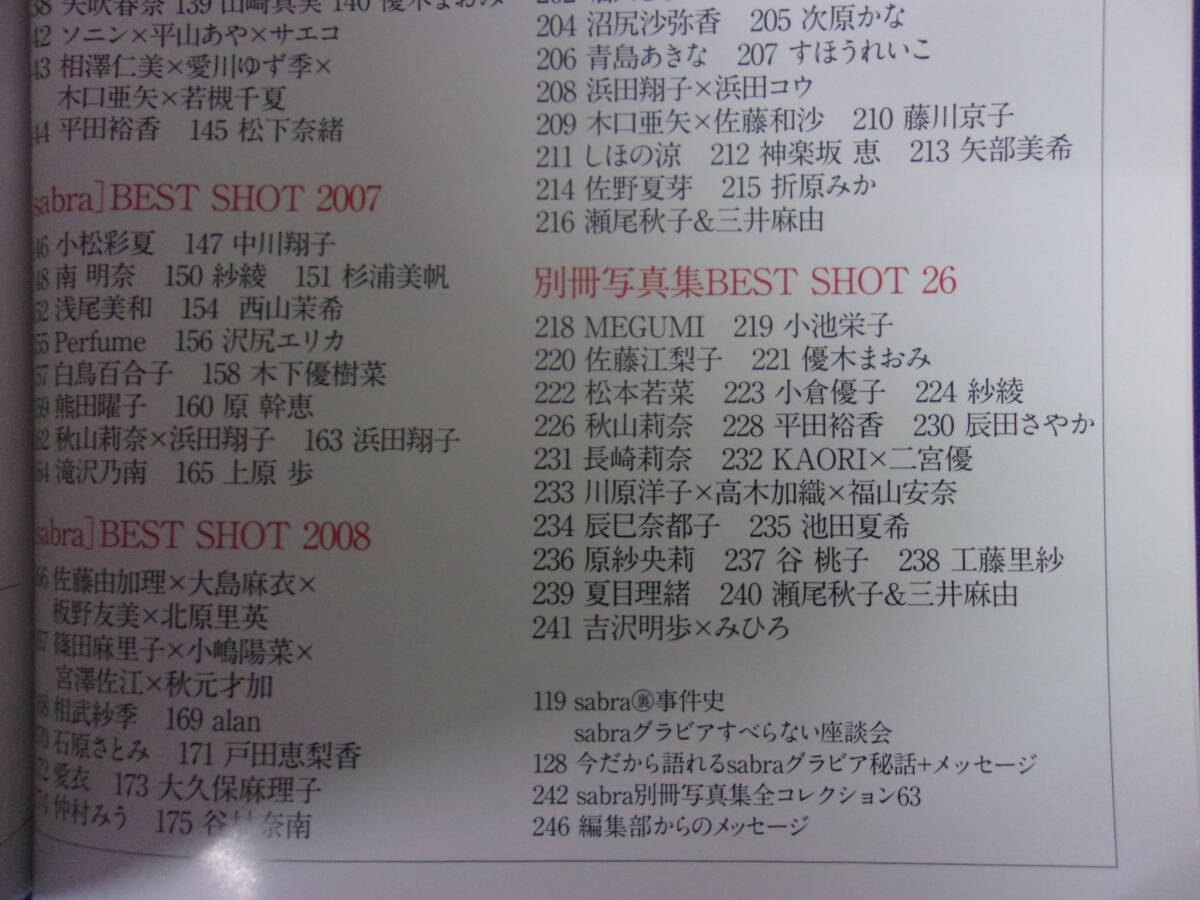 38 矢吹春奈 139 山崎真実 140 優木まおみ
42 ソニン×平山あや×サエコ
43 相澤仁美×愛川ゆず季×
木口亜矢×若槻千夏
44 平田裕香 145 松下奈緒
sabra]BEST SHOT 2007
46 小松彩夏 147 中川翔子
48 南 明奈 150 紗綾 151 杉浦美帆
52 浅尾美和 154 西山茉希
55 Perfume 156 沢尻エリカ
57 白鳥百合子 158 木下優樹菜
59 熊田曜子 160 原 幹恵
62 秋山莉奈×浜田翔子 163 浜田翔子
64 滝沢乃南 165 上原 歩
sabra]BEST SHOT 2008
66 佐藤由加理×大島麻衣×
板野友美×北原里英
67 篠田麻里子×小嶋陽菜×
宮澤佐江×秋元才加
68 相武紗季 169 alan
70 石原さとみ 171 戸田恵梨香
72 愛衣 173 大久保麻理子
74 仲村みう 175 谷村奈南
204 沼尻沙弥香 205 次原かな
206 青島あきな 207 すほうれいこ
208 浜田翔子×浜田コウ
209 木口亜矢×佐藤和沙 210 藤川京子
211 しほの涼 212 神楽坂 恵 213 矢部美希
214 佐野夏芽 215 折原みか
216 瀬尾秋子&三井麻由
別冊写真集BEST SHOT 26
218 MEGUMI 219 小池栄子
220 佐藤江梨子 221 優木まおみ
222 松本若菜 223 小倉優子 224 紗綾
226 秋山莉奈 228 平田裕香 230 辰田さやか
231 長崎莉奈 232 KAORI×二宮優
233 川原洋子×高木加織×福山安奈
234 辰巳奈都子 235 池田夏希
236 原紗央莉 237 谷 桃子 238 工藤里紗
239 夏目理緒 240 瀬尾秋子&三井麻由
241 吉沢明歩×みひろ
119 sabra㊙事件史
sabraグラビアすべらない座談会
128 今だから語れるsabraグラビア秘話+メッセージ
242 sabra別冊写真集全コレクション63
246 編集部からのメッセージ